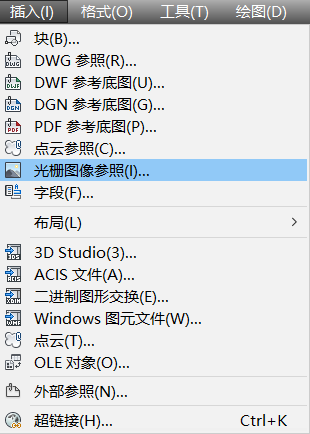 插入(I) 格式(O) 工具(T) 绘图(D)
块(B)...
DWG 参照(R)...
DWF 参考底图(U)...
DGN 参考底图(G)...
PDF 参考底图(P)...
点云参照(C)...
光栅图像参照(I)...
字段(F)...
布局(L)
3D Studio(3)...
ACIS 文件(A)...
二进制图形交换(E)...
Windows 图元文件(W)...
点云(T)...
OLE 对象(O)...
外部参照(N)...
超链接(H)... Ctrl+K